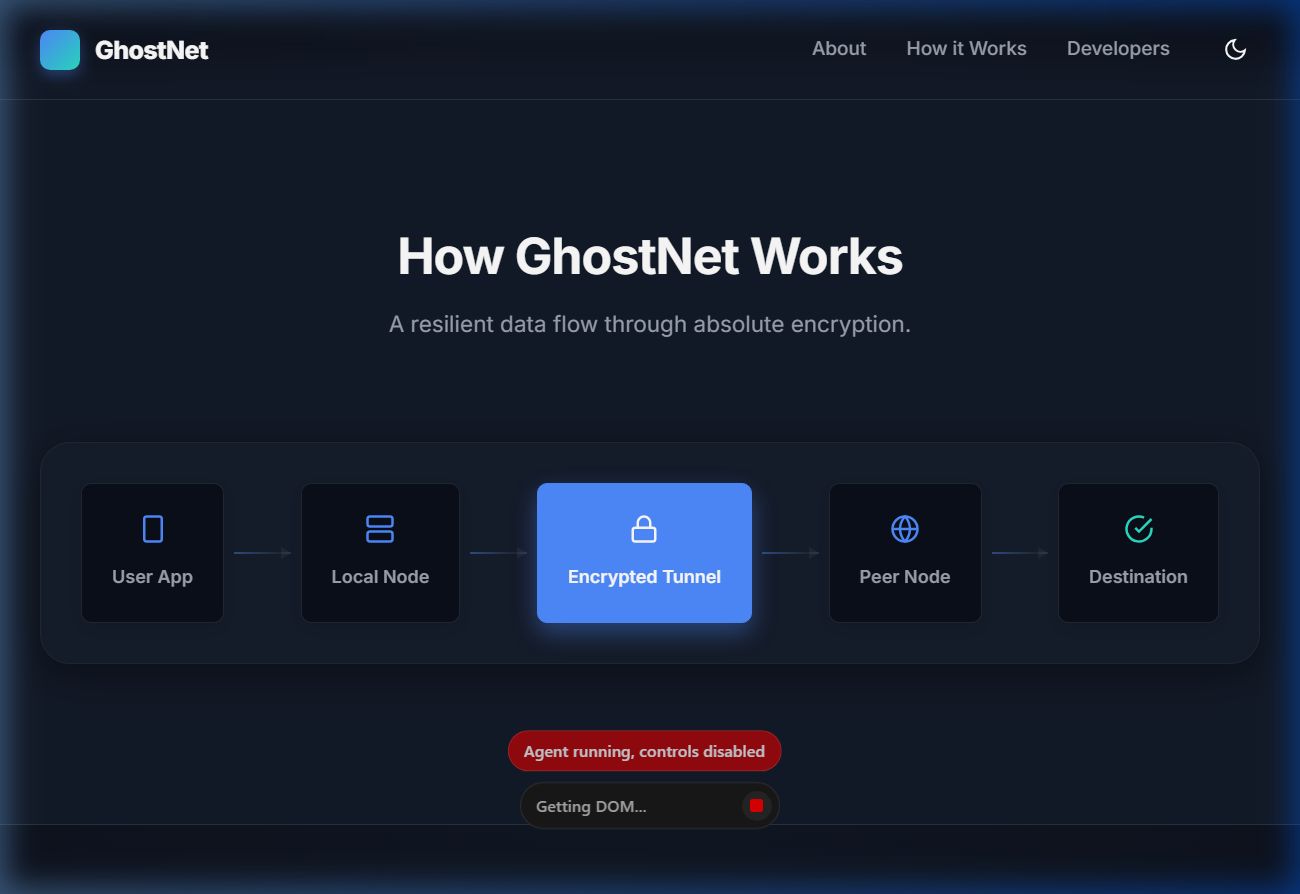 GhostNet
About
How it Works
Developers
How GhostNet Works
A resilient data flow through absolute encryption.
User App
Local Node
Encrypted Tunnel
Peer Node
Destination
Agent running, controls disabled
Getting DOM...